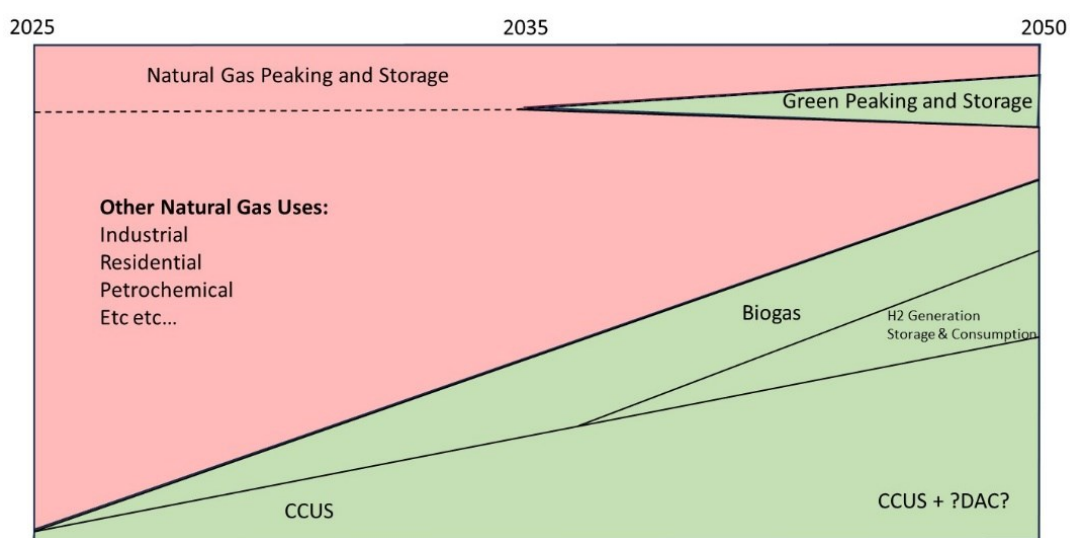 2025 2035 2050
Natural Gas Peaking and Storage
Green Peaking and Storage
Other Natural Gas Uses:
Industrial
Residential
Petrochemical
Etc etc...
Biogas
H2 Generation
Storage & Consumption
CCUS
CCUS + ?DAC?